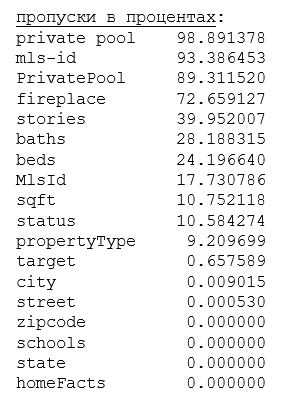 пропуски в процентах:
private pool 98.891378
mls-id 93.386453
PrivatePool 89.311520
fireplace 72.659127
stories 39.952007
baths 28.188315
beds 24.196640
MlsId 17.730786
sqft 10.752118
status 10.584274
propertyType 9.209699
target 0.657589
city 0.009015
street 0.000530
zipcode 0.000000
schools 0.000000
state 0.000000
homeFacts 0.000000